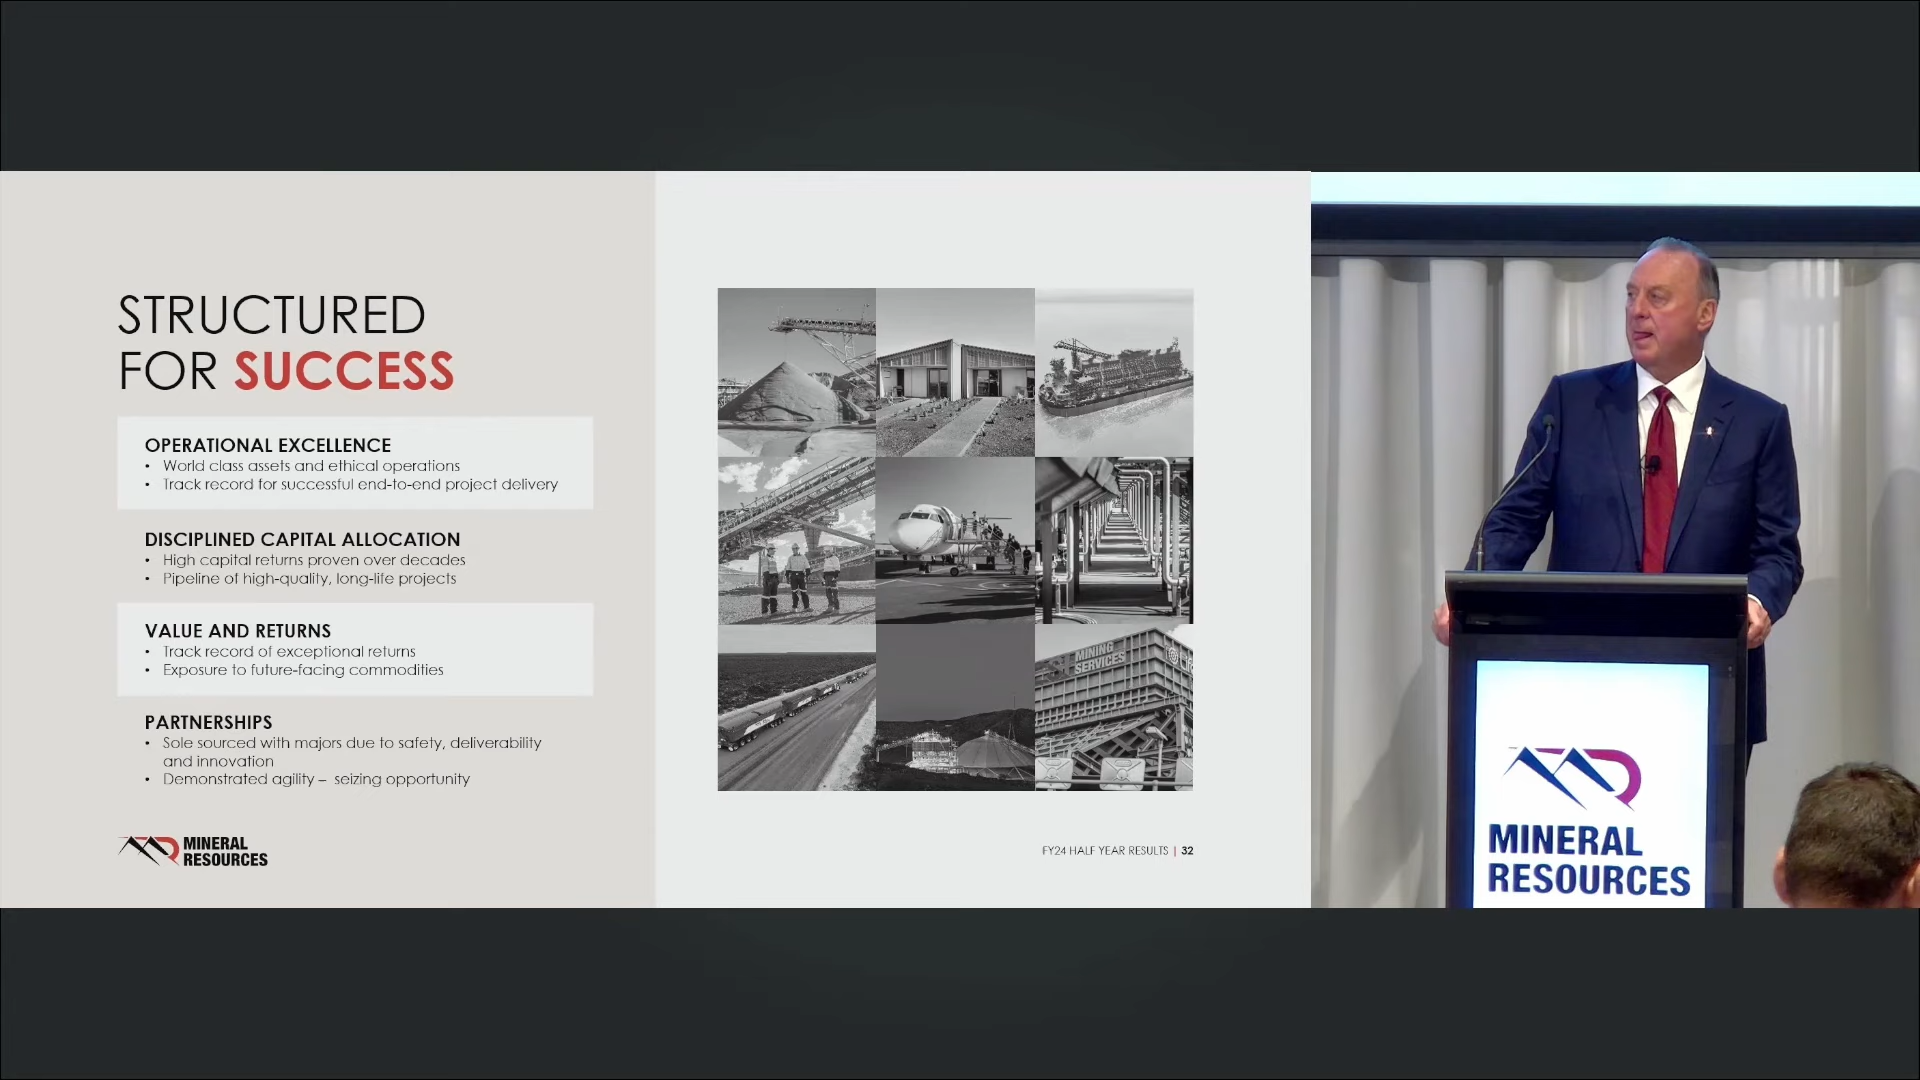 STRUCTURED
FOR SUCCESS
OPERATIONAL EXCELLENCE
• World class assets and ethical operations
• Track record for successful end-to-end project delivery
DISCIPLINED CAPITAL ALLOCATION
• High capital returns proven over decades
• Pipeline of high-quality, long-life projects
VALUE AND RETURNS
• Track record of exceptional returns
• Exposure to future-facing commodities
PARTNERSHIPS
• Sole sourced with majors due to safety, deliverability
and innovation
• Demonstrated agility – seizing opportunity
MINERAL
RESOURCES
MINING
SERVICES
FY24 HALF YEAR RESULTS | 32
MINERAL
RESOURCES